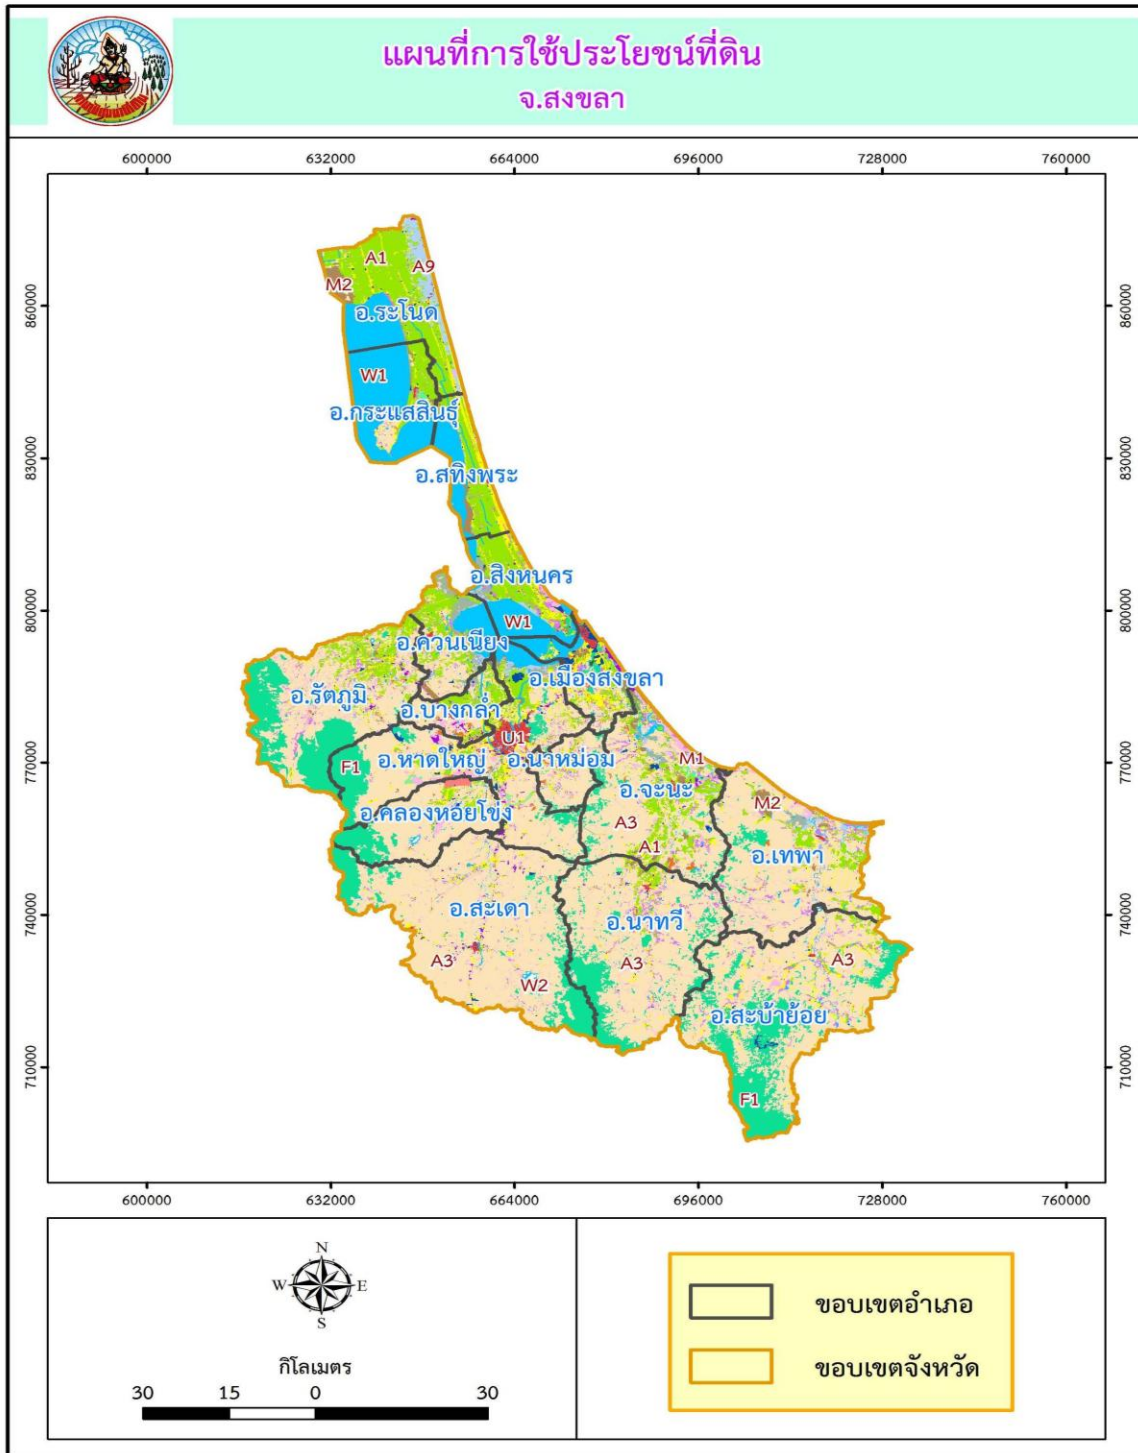 แผนที่การใช้ประโยชน์ที่ดิน
จ.สงขลา
600000 632000 664000 696000 728000 760000
860000 860000
830000 830000
800000 800000
770000 770000
740000 740000
710000 710000
A1
A9
M2
อ.ระโนด
W1
อ.กระแสสินธุ์
อ.สทิงพระ
อ.สิงหนคร
W1
อ.ควนเนียง
อ.เมืองสงขลา
อ.รัตภูมิ
อ.บางกล่ำ
U1
M1
อ.หาดใหญ่
อ.นาหม่อม
F1
อ.จะนะ
M2
อ.คลองหอยโข่ง
A3
A1
อ.เทพา
อ.สะเดา
อ.นาทวี
A3
A3
A3
W2
อ.สะบ้าย้อย
F1
600000 632000 664000 696000 728000 760000
N
W E
S
กิโลเมตร
30 15 0 30
ขอบเขตอำเภอ
ขอบเขตจังหวัด